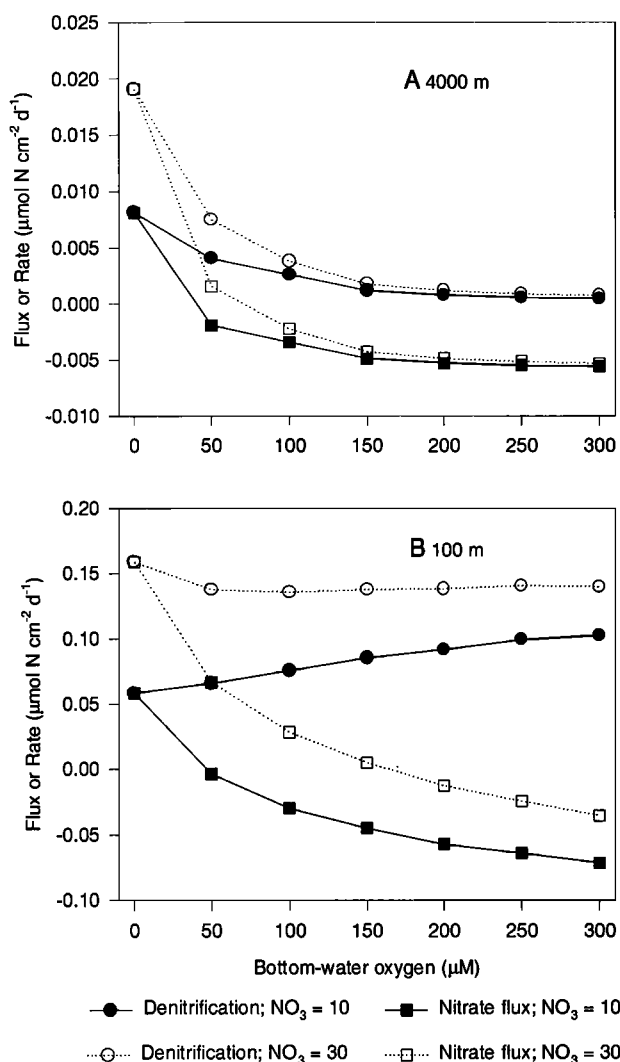 A 4000 m
0.025
0.020
0.015
0.010
0.005
0.000
-0.005
-0.010
Flux or Rate (µmol N cm⁻² d⁻¹)
0 50 100 150 200 250 300
B 100 m
0.20
0.15
0.10
0.05
0.00
-0.05
-0.10
Flux or Rate (µmol N cm⁻² d⁻¹)
0 50 100 150 200 250 300
Bottom-water oxygen (µM)
Denitrification; NO₃ = 10 Nitrate flux; NO₃ = 10
Denitrification; NO₃ = 30 Nitrate flux; NO₃ = 30